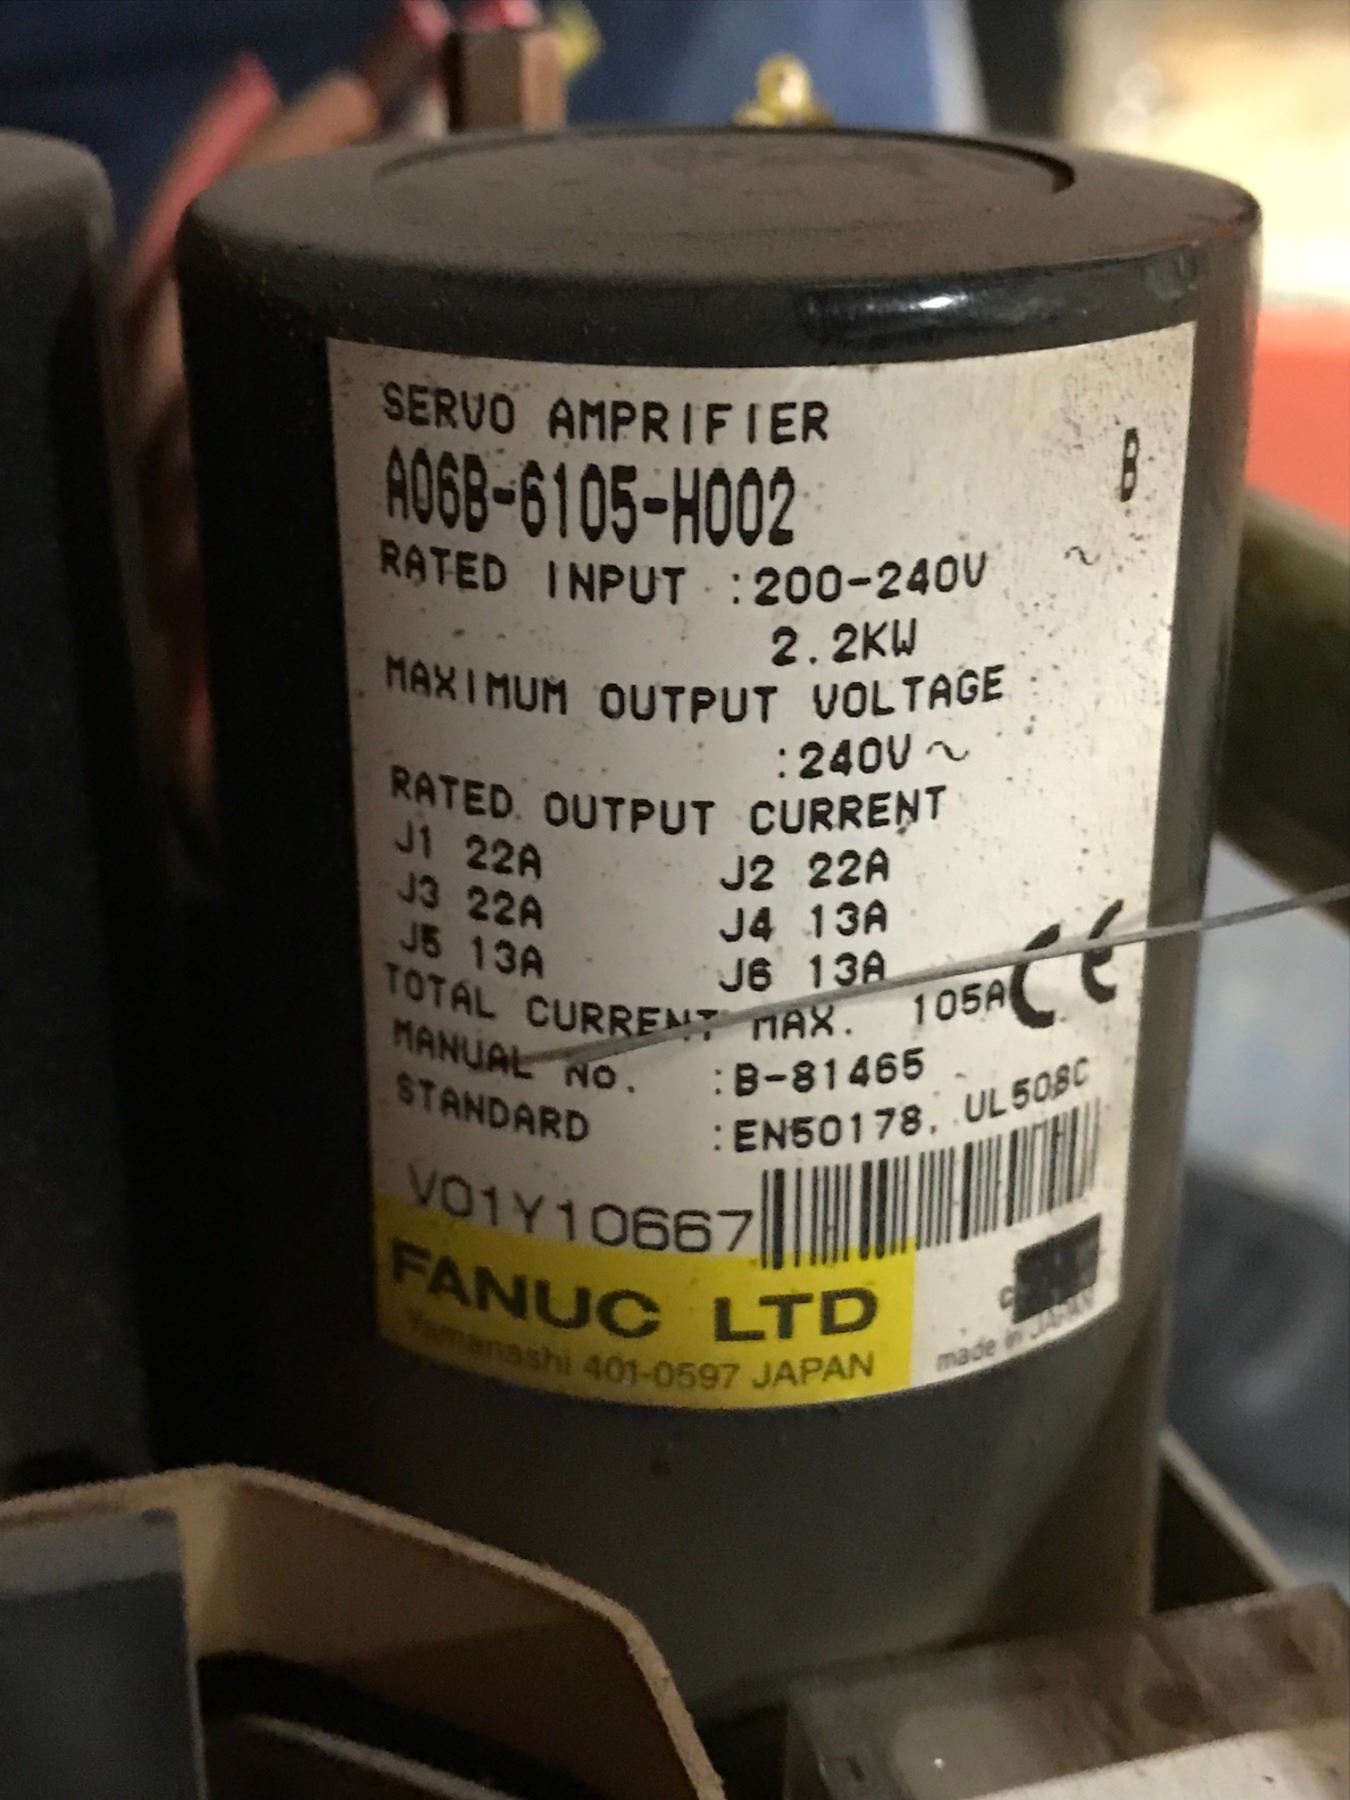 SERVO AMPRIFIER
A06B-6105-H002 B
RATED INPUT :200-240V ~
2.2KW
MAXIMUM OUTPUT VOLTAGE
:240V ~
RATED OUTPUT CURRENT
J1 22A J2 22A
J3 22A J4 13A
J5 13A J6 13A
TOTAL CURRENT MAX. 105A CE
MANUAL No. :B-81465
STANDARD :EN50178. UL508C
V01Y10667
FANUC LTD
Yamanashi 401-0597 JAPAN
made in JAPAN